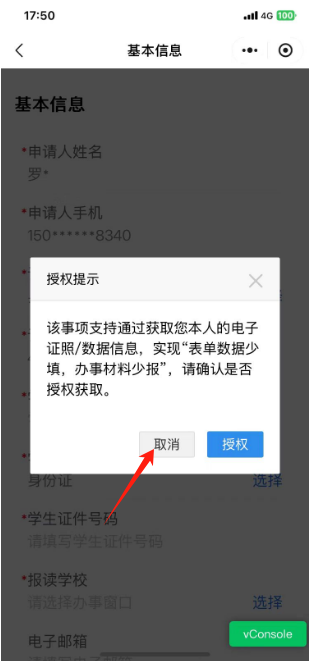 17:50
4G 100
基本信息
基本信息
*申请人姓名
罗*
*申请人手机
150******8340
授权提示
该事项支持通过获取您本人的电子
证照/数据信息，实现“表单数据少
填，办事材料少报”，请确认是否
授权获取。
取消 授权
身份证 选择
*学生证件号码
请填写学生证件号码
*报读学校
请选择办事窗口 选择
vConsole
电子邮箱